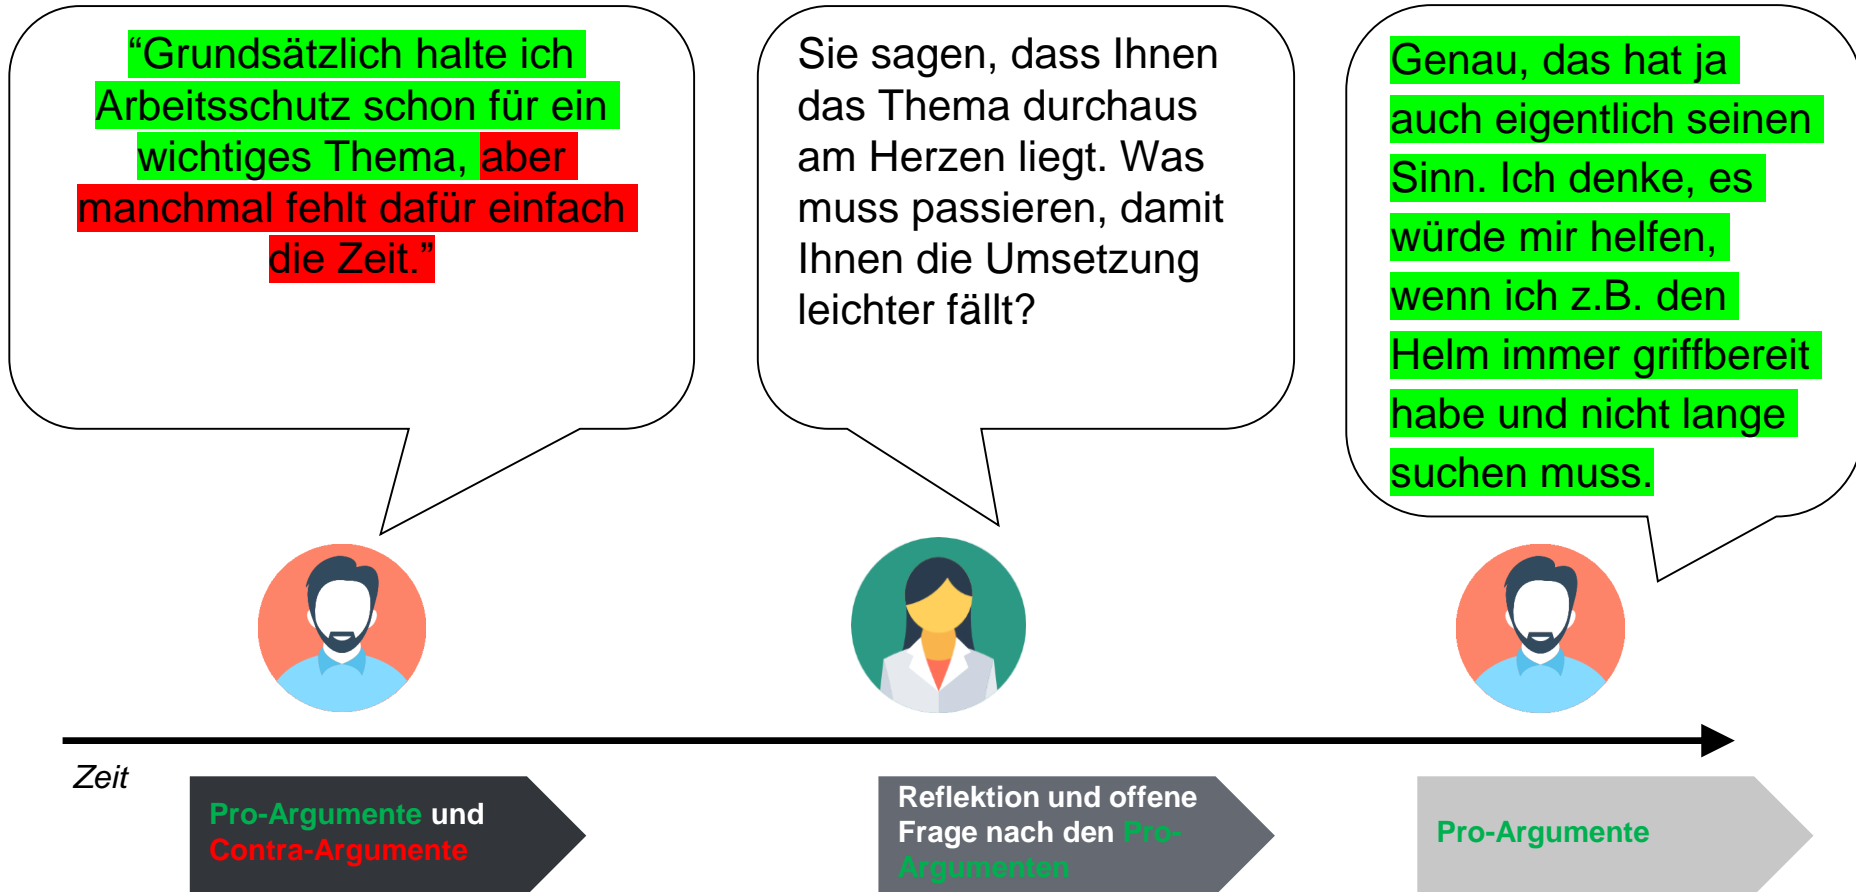 “Grundsätzlich halte ich
Arbeitsschutz schon für ein
wichtiges Thema, aber
manchmal fehlt dafür einfach
die Zeit.”
Sie sagen, dass Ihnen
das Thema durchaus
am Herzen liegt. Was
muss passieren, damit
Ihnen die Umsetzung
leichter fällt?
Genau, das hat ja
auch eigentlich seinen
Sinn. Ich denke, es
würde mir helfen,
wenn ich z.B. den
Helm immer griffbereit
habe und nicht lange
suchen muss.
Zeit
Pro-Argumente und
Contra-Argumente
Reflektion und offene
Frage nach den Pro-
Argumenten
Pro-Argumente